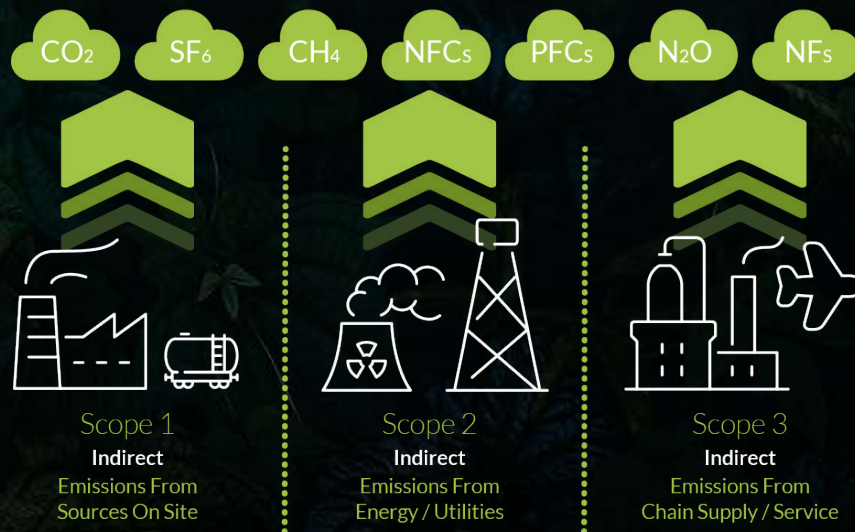 CO₂ SF₆ CH₄ NFCs PFCs N₂O NFs
Scope 1
Indirect
Emissions From
Sources On Site
Scope 2
Indirect
Emissions From
Energy / Utilities
Scope 3
Indirect
Emissions From
Chain Supply / Service